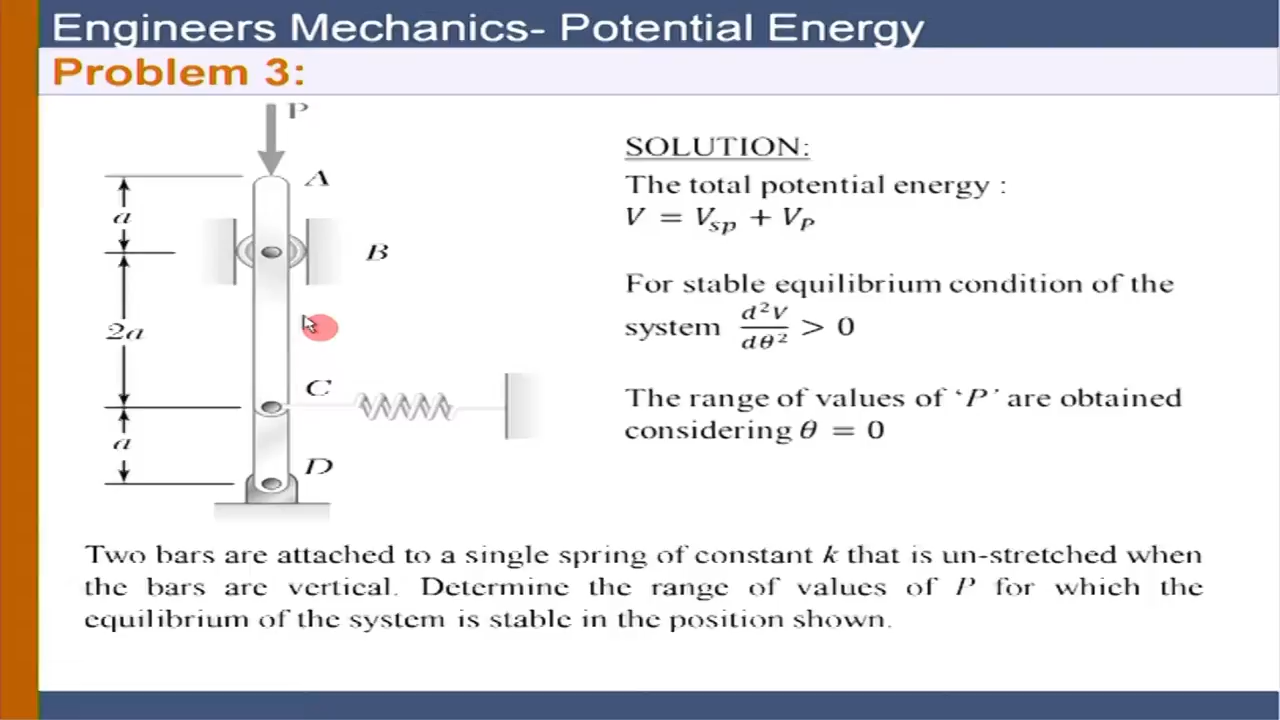 Engineers Mechanics- Potential Energy
Problem 3:
P
A
a
B
2a
C
a
D
SOLUTION:
The total potential energy :
V = Vsp + VP
For stable equilibrium condition of the
system d²V/dθ² > 0
The range of values of ‘P’ are obtained
considering θ = 0
Two bars are attached to a single spring of constant k that is un-stretched when
the bars are vertical. Determine the range of values of P for which the
equilibrium of the system is stable in the position shown.